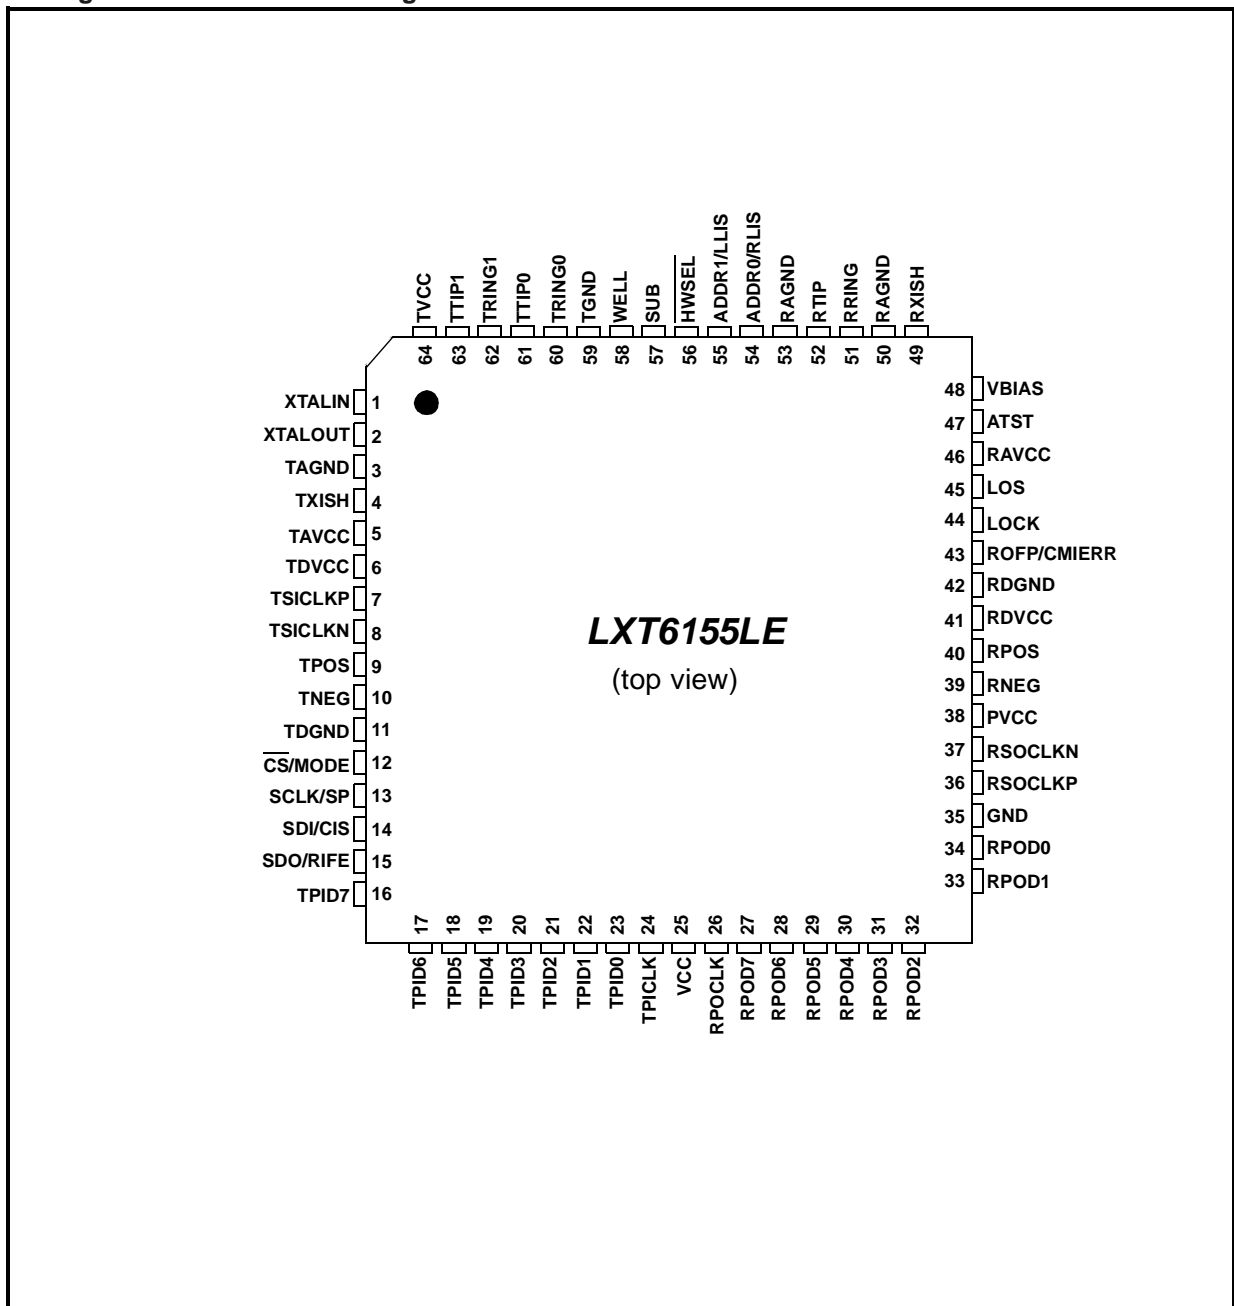 TVCC
TTIP1
TRING1
TTIP0
TRING0
TGND
WELL
SUB
HWSEL
ADDR1/LLIS
ADDR0/RLIS
RAGND
RTIP
RRING
RAGND
RXISH
64
63
62
61
60
59
58
57
56
55
54
53
52
51
50
49
XTALIN 1
XTALOUT 2
TAGND 3
TXISH 4
TAVCC 5
TDVCC 6
TSICLKP 7
TSICLKN 8
TPOS 9
TNEG 10
TDGND 11
CS/MODE 12
SCLK/SP 13
SDI/CIS 14
SDO/RIFE 15
TPID7 16
LXT6155LE
(top view)
48 VBIAS
47 ATST
46 RAVCC
45 LOS
44 LOCK
43 ROFP/CMIERR
42 RDGND
41 RDVCC
40 RPOS
39 RNEG
38 PVCC
37 RSOCLKN
36 RSOCLKP
35 GND
34 RPOD0
33 RPOD1
17
18
19
20
21
22
23
24
25
26
27
28
29
30
31
32
TPID6
TPID5
TPID4
TPID3
TPID2
TPID1
TPID0
TPICLK
VCC
RPOCLK
RPOD7
RPOD6
RPOD5
RPOD4
RPOD3
RPOD2